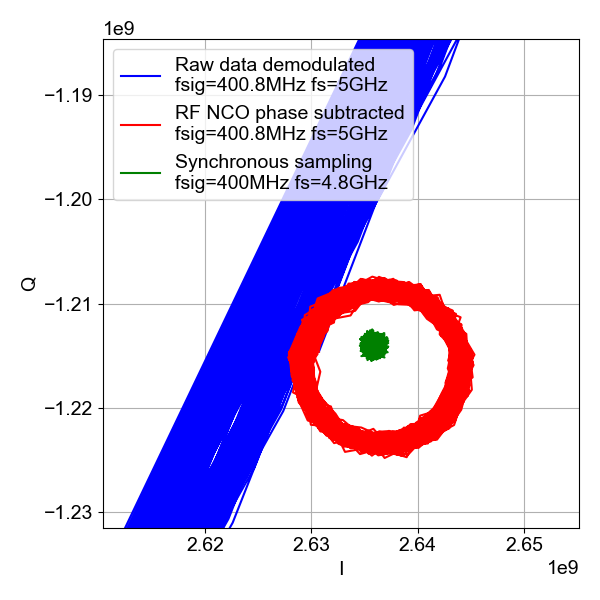 1e9
Raw data demodulated
fsig=400.8MHz fs=5GHz
RF NCO phase subtracted
fsig=400.8MHz fs=5GHz
Synchronous sampling
fsig=400MHz fs=4.8GHz
−1.19
−1.20
−1.21
−1.22
−1.23
Q
2.62 2.63 2.64 2.65
I
1e9